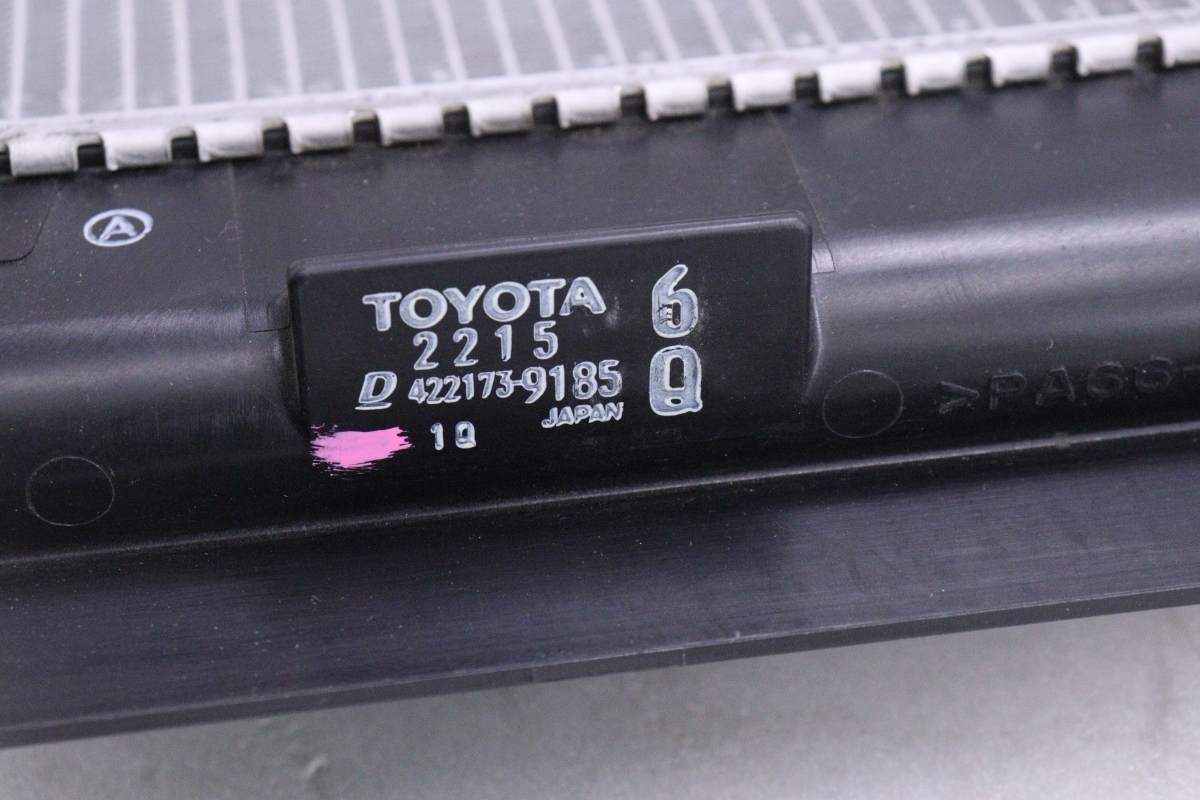 A
TOYOTA 6
2215
D 422173-9185 Q
JAPAN
1Q
>PA66-